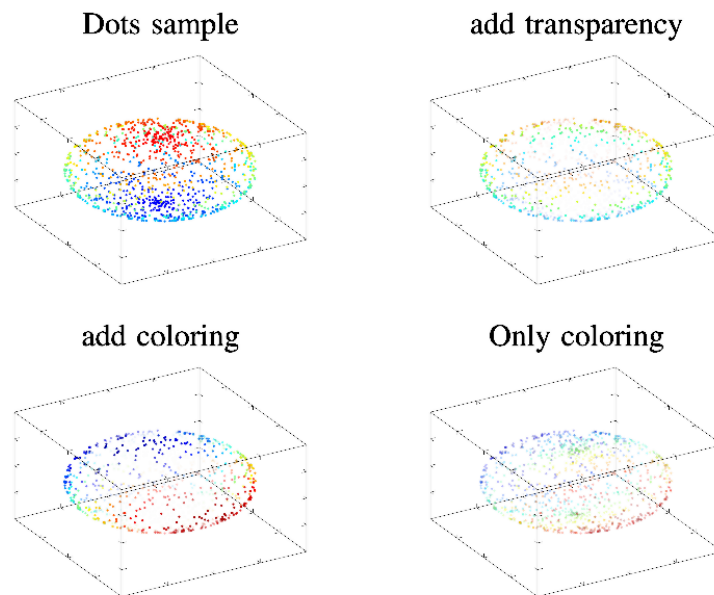 Dots sample
add transparency
add coloring
Only coloring